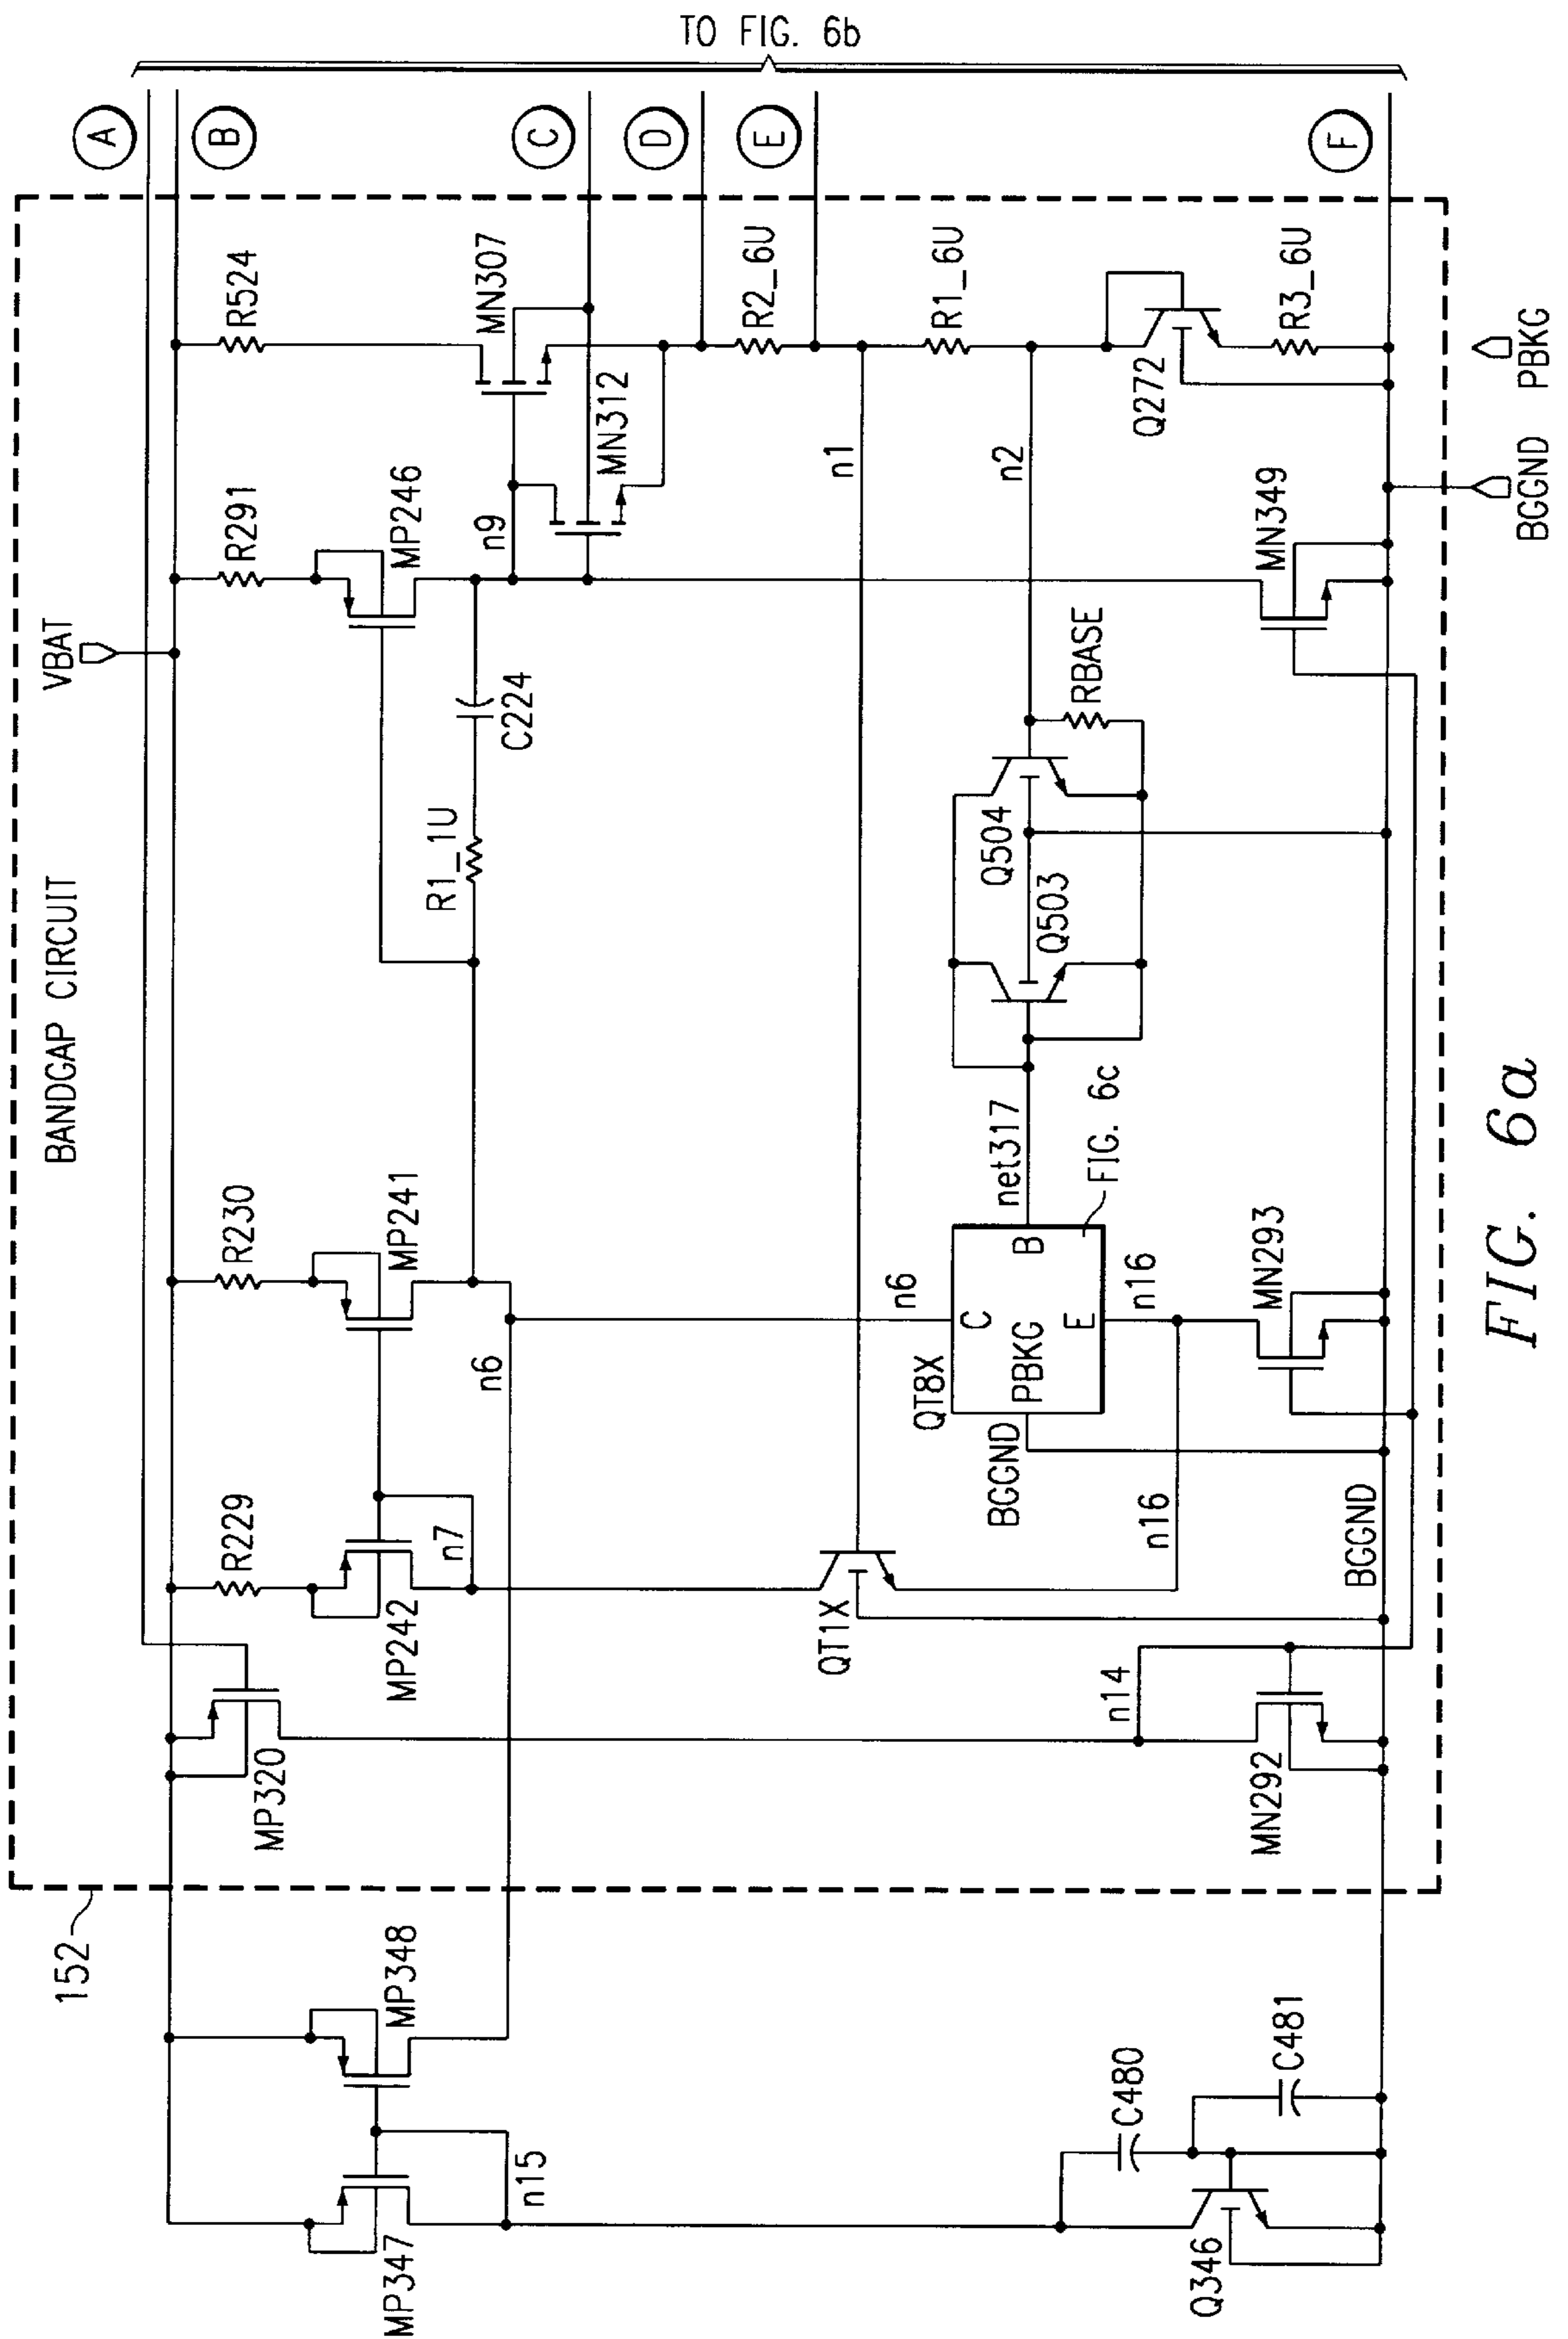 TO FIG. 6b
A
B
C
D
E
F
BANDGAP CIRCUIT
VBAT
152
R229
R230
R291
R524
MP347
MP348
MP320
MP242
MP241
MP246
MN307
MN312
n15
n7
n6
n9
R1_1U
C224
R2_6U
n1
R1_6U
n2
QT1X
QT8X
n6
C
B
PBKG
E
BGGND
net317
FIG. 6c
Q503
Q504
RBASE
Q272
R3_6U
n14
n16
n16
MN292
MN293
MN349
BGGND
Q346
C480
C481
BGGND
PBKG
FIG. 6a